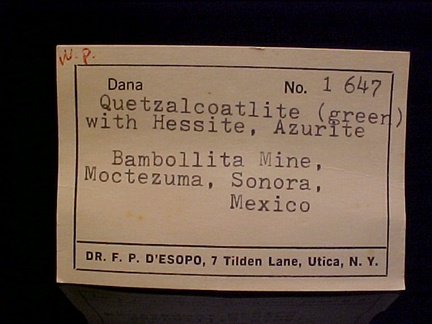 W. P.
Dana No. 1 647
Quetzalcoatlite (green)
with Hessite, Azurite
Bambollita Mine,
Moctezuma, Sonora,
Mexico
DR. F. P. D'ESOPO, 7 Tilden Lane, Utica, N. Y.